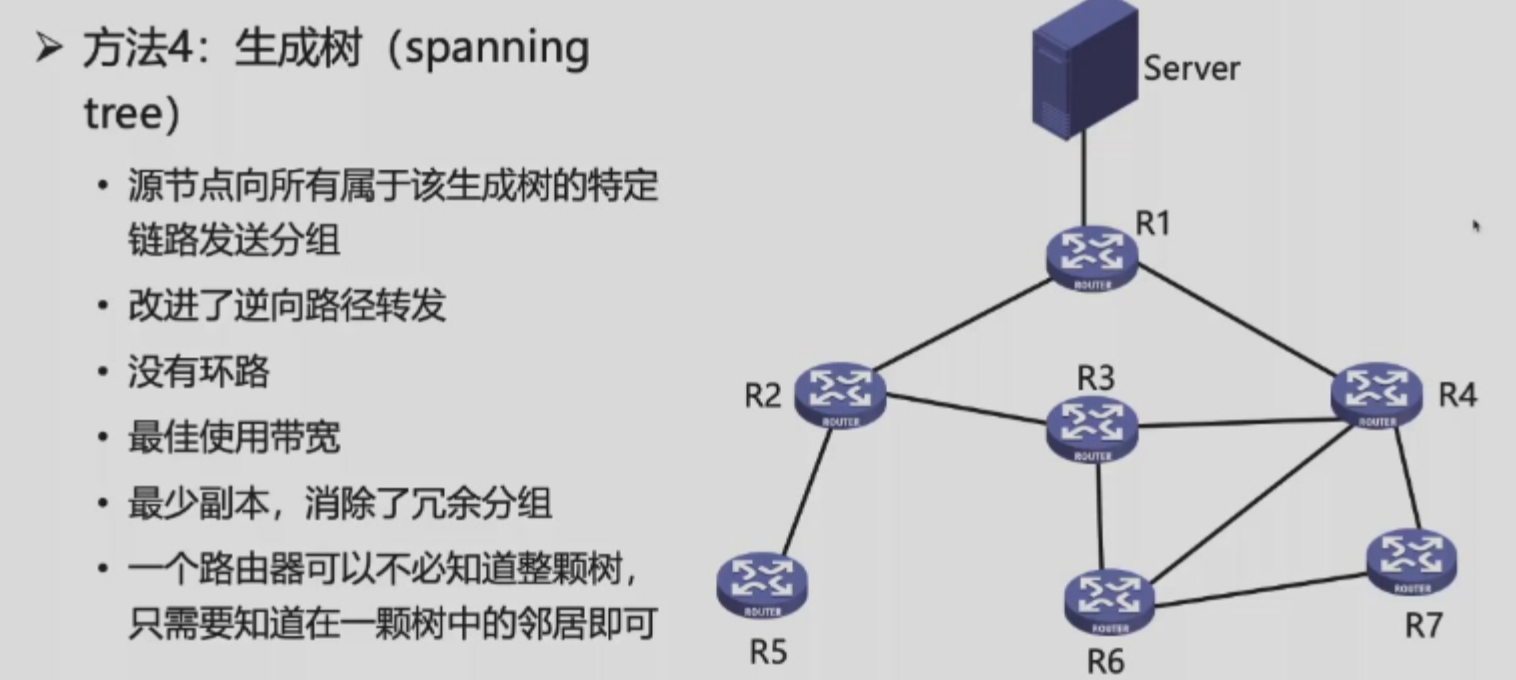 ➢ 方法4：生成树（spanning
tree）
• 源节点向所有属于该生成树的特定
链路发送分组
• 改进了逆向路径转发
• 没有环路
• 最佳使用带宽
• 最少副本，消除了冗余分组
• 一个路由器可以不必知道整颗树，
只需要知道在一颗树中的邻居即可
Server
R1
ROUTER
R2
ROUTER
R3
ROUTER
R4
ROUTER
R5
ROUTER
R6
ROUTER
R7
ROUTER